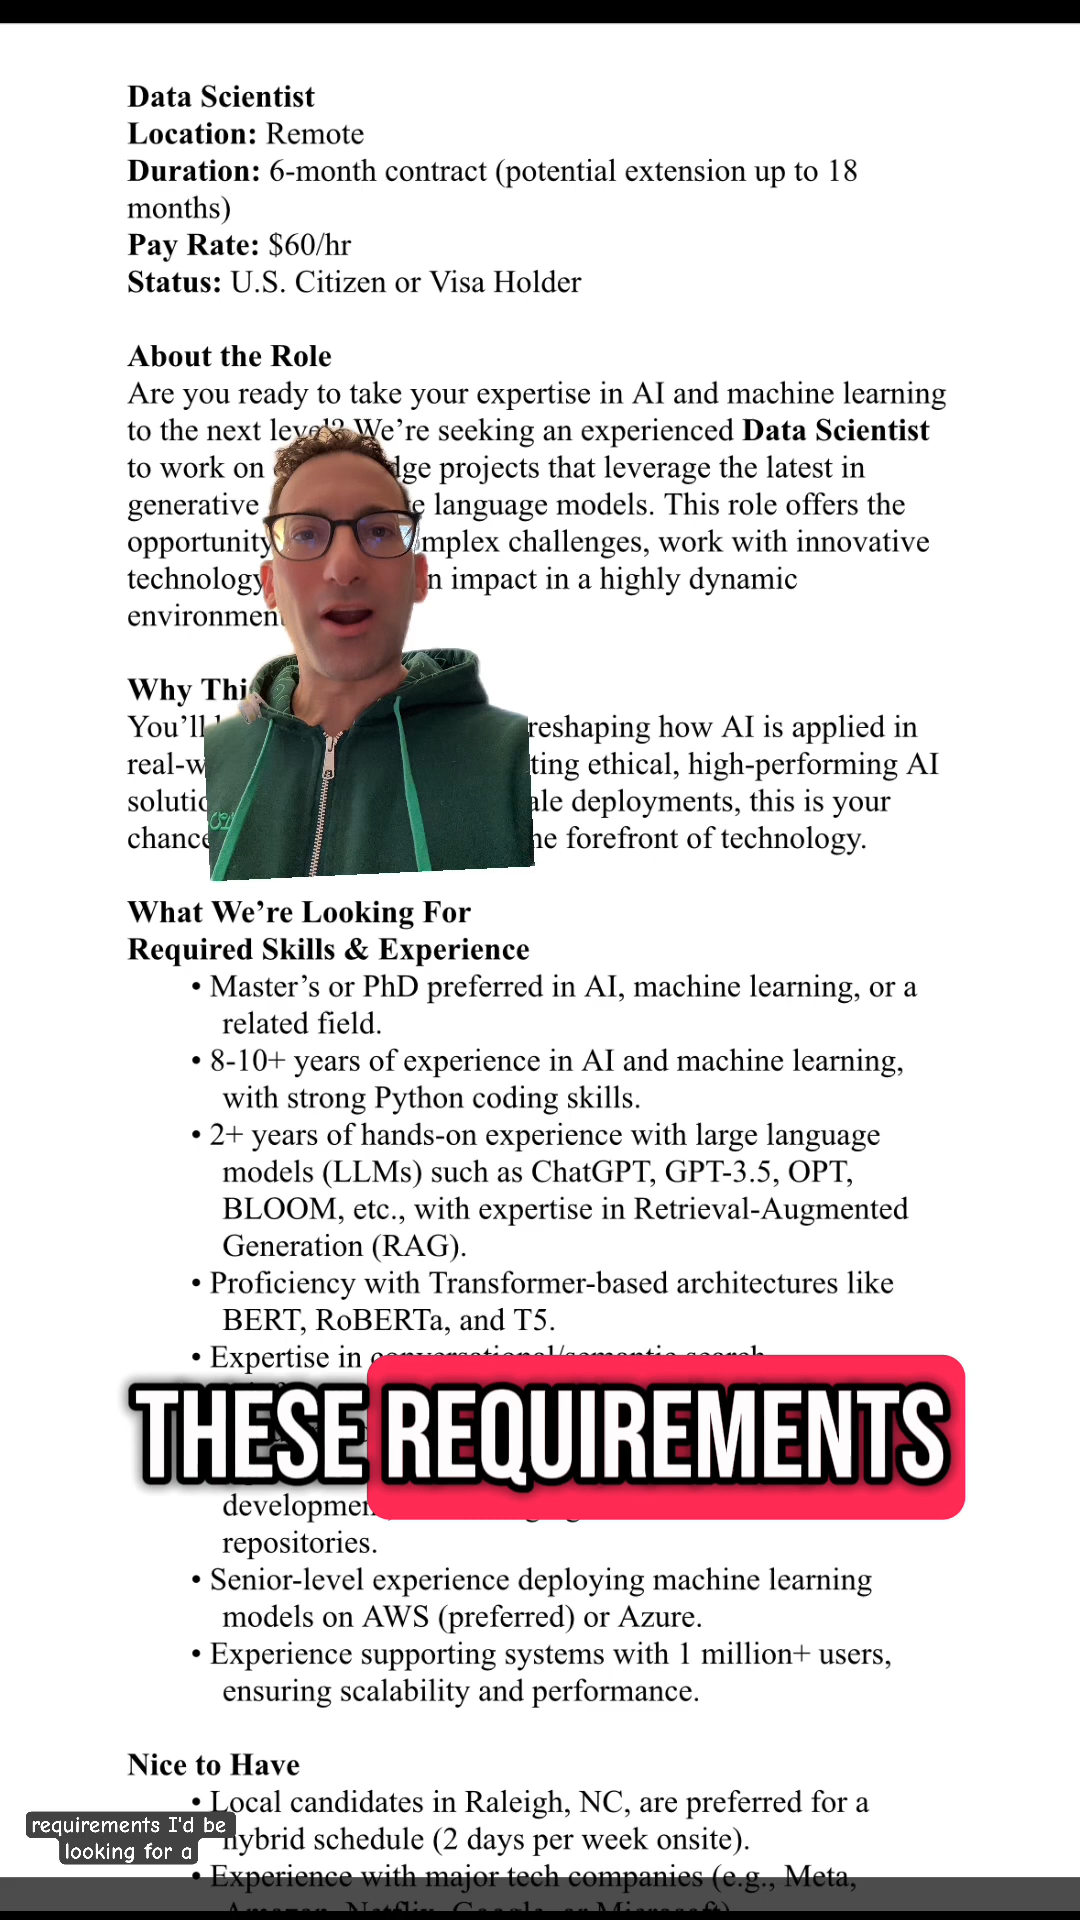 Data Scientist
Location: Remote
Duration: 6-month contract (potential extension up to 18
months)
Pay Rate: $60/hr
Status: U.S. Citizen or Visa Holder
About the Role
Are you ready to take your expertise in AI and machine learning
to the next level? We're seeking an experienced Data Scientist
to work on dge projects that leverage the latest in
generative language models. This role offers the
opportunity mplex challenges, work with innovative
technology n impact in a highly dynamic
environmen
Why Thi
You'll reshaping how AI is applied in
real-w ting ethical, high-performing AI
solutio ale deployments, this is your
chance he forefront of technology.
What We're Looking For
Required Skills & Experience
• Master's or PhD preferred in AI, machine learning, or a
related field.
• 8-10+ years of experience in AI and machine learning,
with strong Python coding skills.
• 2+ years of hands-on experience with large language
models (LLMs) such as ChatGPT, GPT-3.5, OPT,
BLOOM, etc., with expertise in Retrieval-Augmented
Generation (RAG).
• Proficiency with Transformer-based architectures like
BERT, RoBERTa, and T5.
• Expertise in conversational/semantic search
THESE REQUIREMENTS
developmen
repositories.
• Senior-level experience deploying machine learning
models on AWS (preferred) or Azure.
• Experience supporting systems with 1 million+ users,
ensuring scalability and performance.
Nice to Have
• Local candidates in Raleigh, NC, are preferred for a
hybrid schedule (2 days per week onsite).
requirements I'd be
looking for a
• Experience with major tech companies (e.g., Meta,
Amazon, Netflix, Google, or Microsoft)